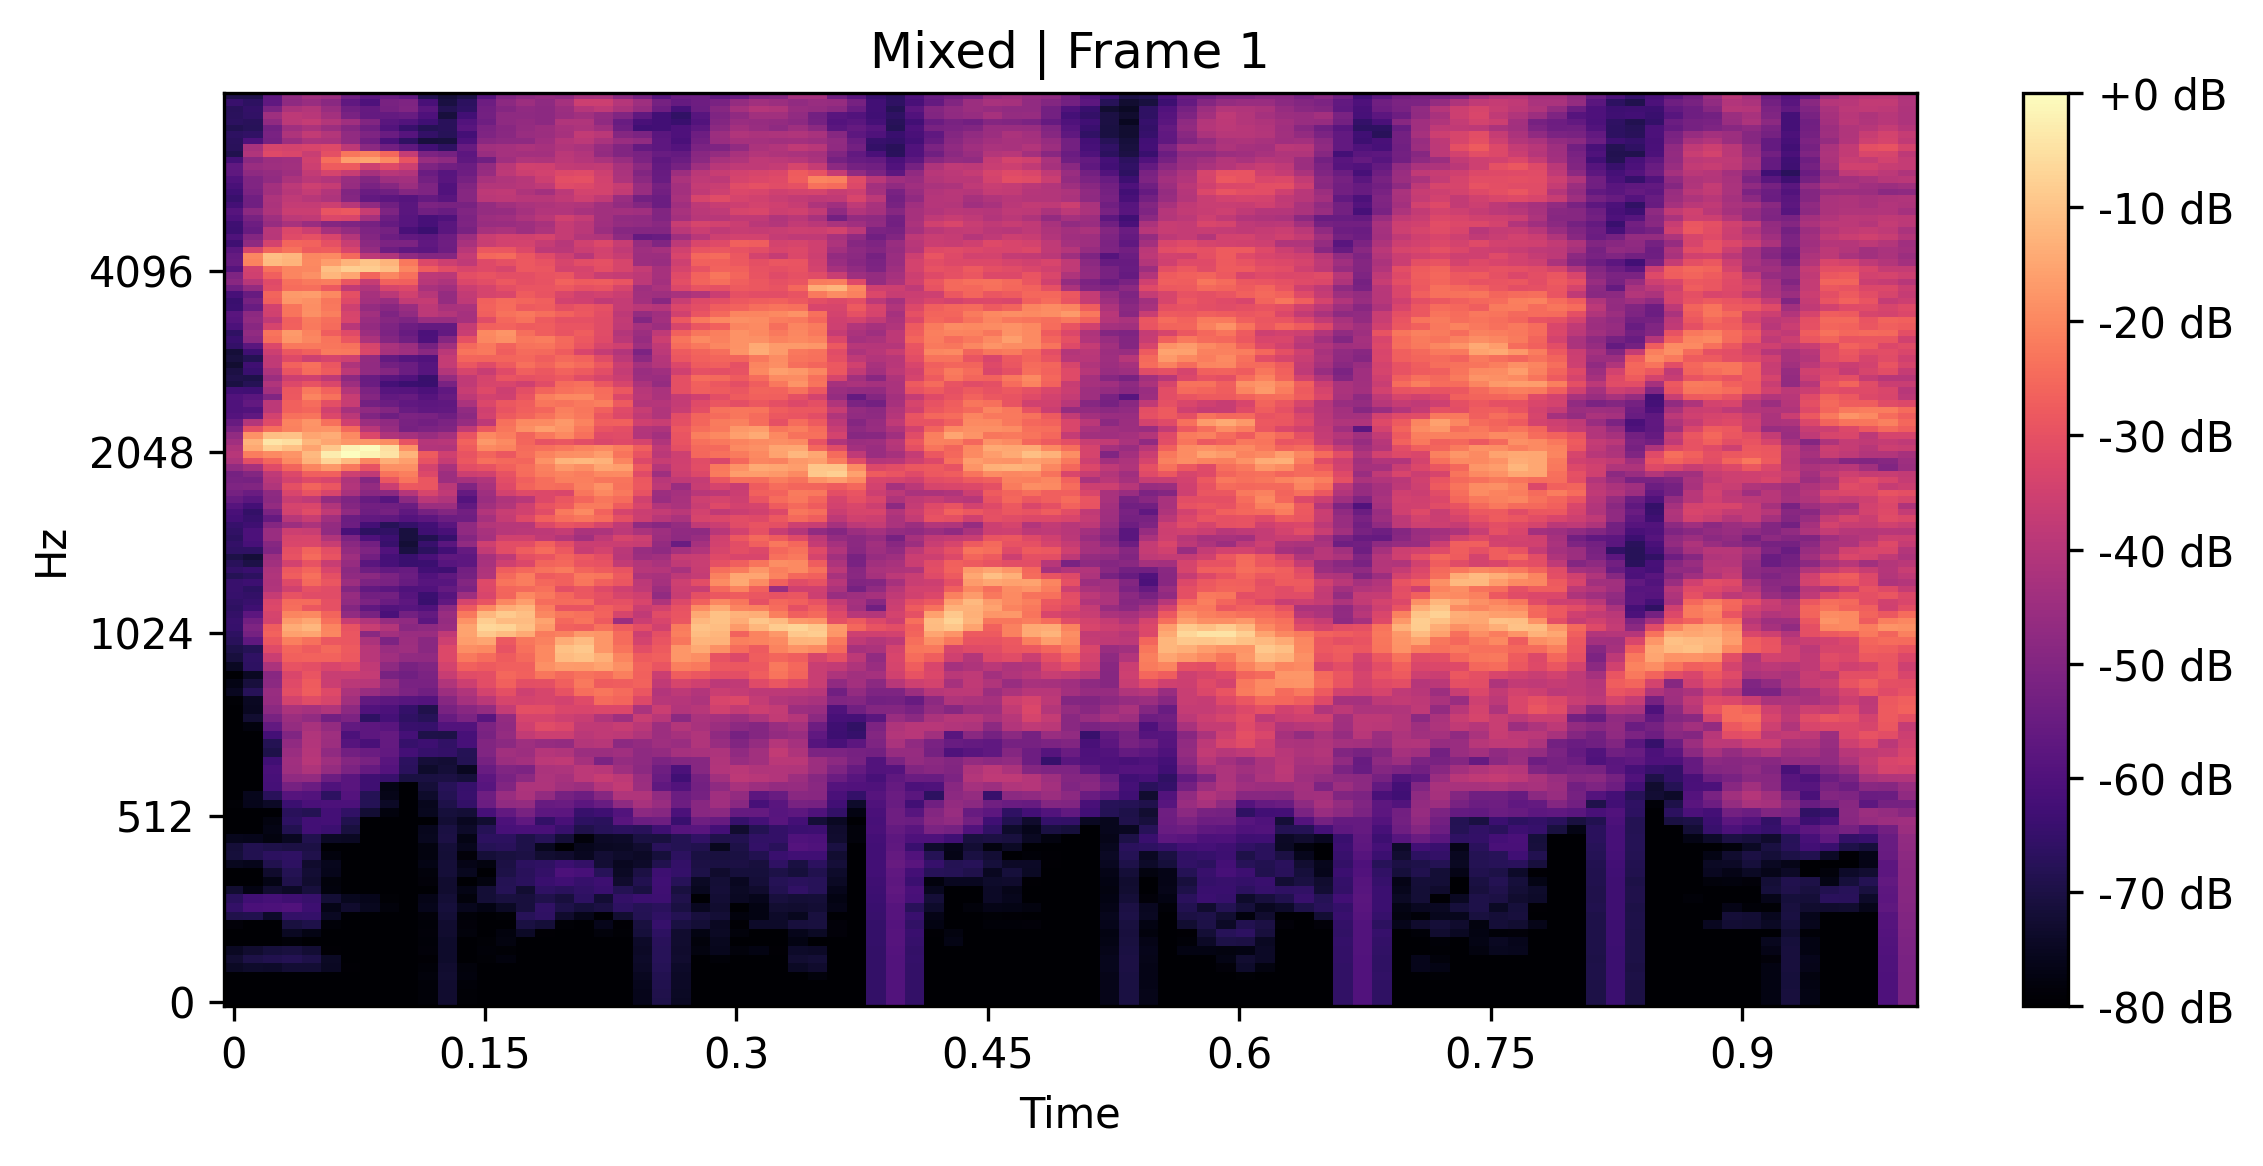 Mixed | Frame 1
+0 dB
-10 dB
-20 dB
-30 dB
-40 dB
-50 dB
-60 dB
-70 dB
-80 dB
Hz
4096
2048
1024
512
0
0
0.15
0.3
0.45
0.6
0.75
0.9
Time